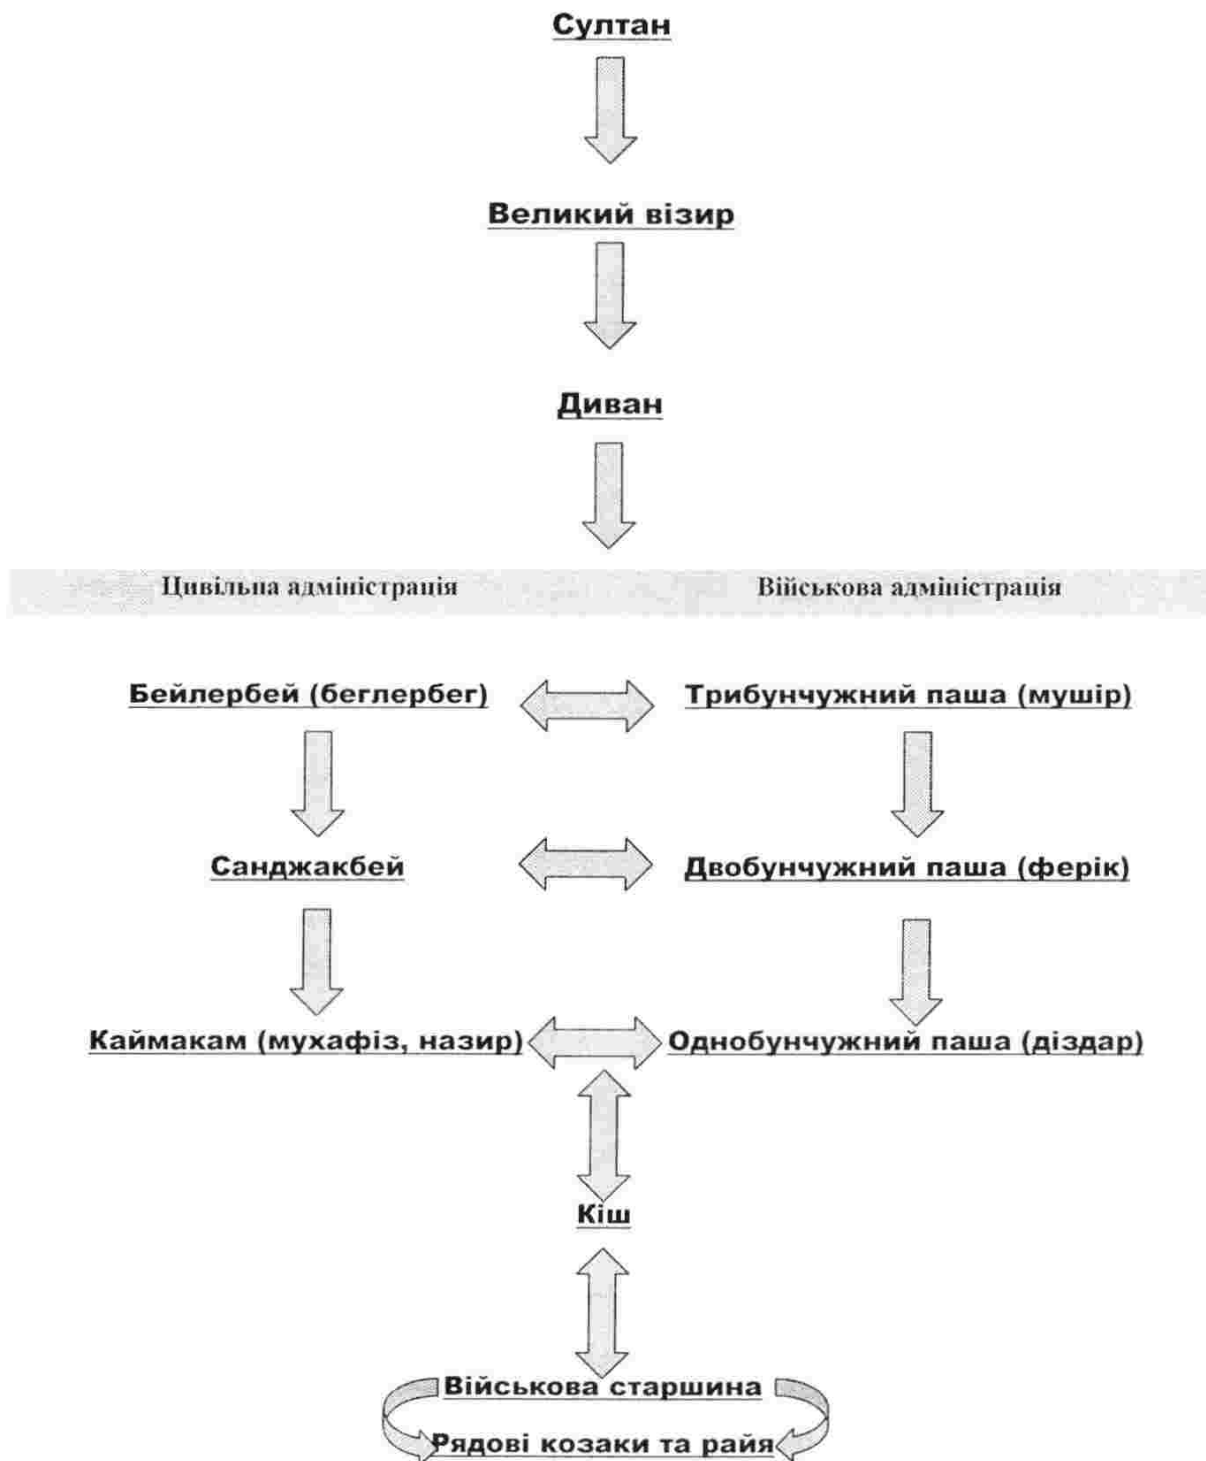 Султан
Великий візир
Диван
Цивільна адміністрація
Військова адміністрація
Бейлербей (беглербег)
Трибунчужний паша (мушір)
Санджакбей
Двобунчужний паша (ферік)
Каймакам (мухафіз, назир)
Однобунчужний паша (діздар)
Кіш
Військова старшина
Рядові козаки та райя